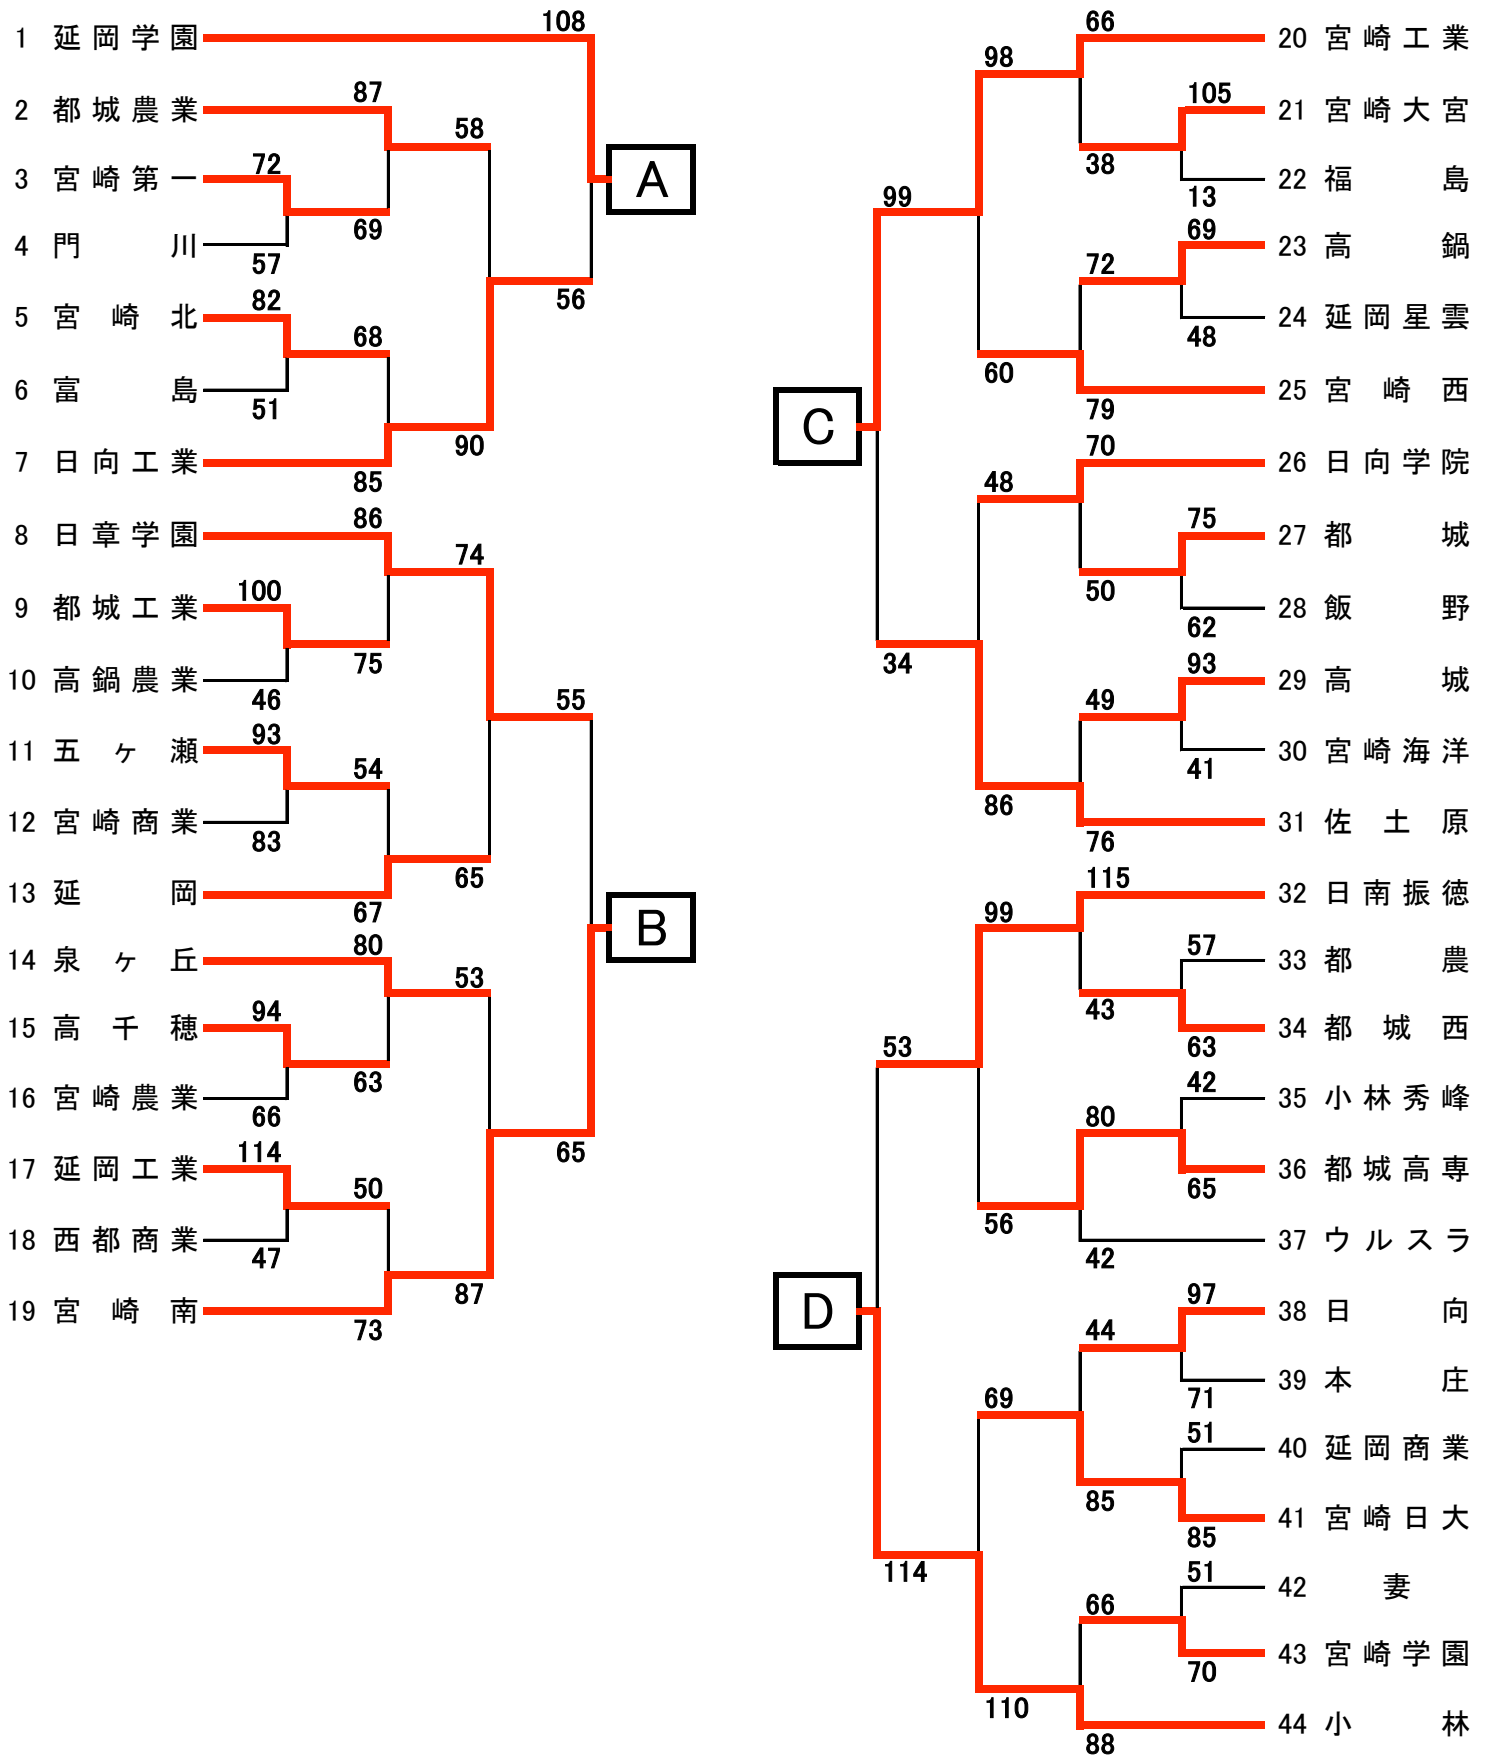 1 延岡学園
108
2 都城農業
87
58
3 宮崎第一
72
A
4 門川
57
69
5 宮崎北
82
56
68
6 富島
51
7 日向工業
85
90
8 日章学園
86
74
9 都城工業
100
75
10 高鍋農業
46
55
11 五ヶ瀬
93
54
12 宮崎商業
83
13 延岡
67
65
B
14 泉ヶ丘
80
53
15 高千穂
94
63
16 宮崎農業
66
17 延岡工業
114
65
50
18 西都商業
47
19 宮崎南
73
87
66
20 宮崎工業
98
105
21 宮崎大宮
38
22 福島
13
99
69
23 高鍋
72
24 延岡星雲
48
60
25 宮崎西
79
C
70
26 日向学院
48
75
27 都城
50
28 飯野
62
34
93
29 高城
49
30 宮崎海洋
41
86
31 佐土原
76
115
32 日南振徳
99
57
33 都農
43
34 都城西
63
53
42
35 小林秀峰
80
36 都城高専
65
56
37 ウルスラ
42
D
97
38 日向
44
39 本庄
71
69
51
40 延岡商業
85
41 宮崎日大
85
114
51
42 妻
66
43 宮崎学園
70
110
44 小林
88